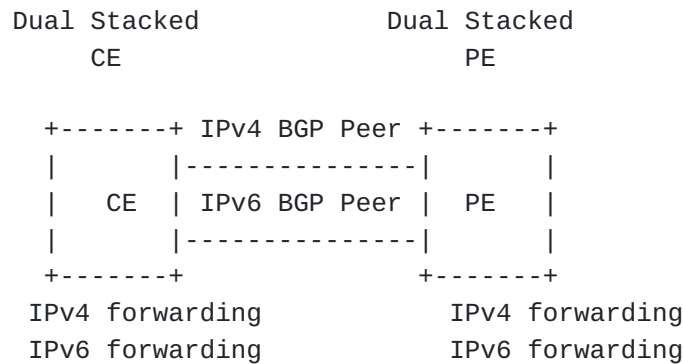 Dual Stacked Dual Stacked
CE PE
IPv4 BGP Peer
CE IPv6 BGP Peer PE
IPv4 forwarding IPv4 forwarding
IPv6 forwarding IPv6 forwarding